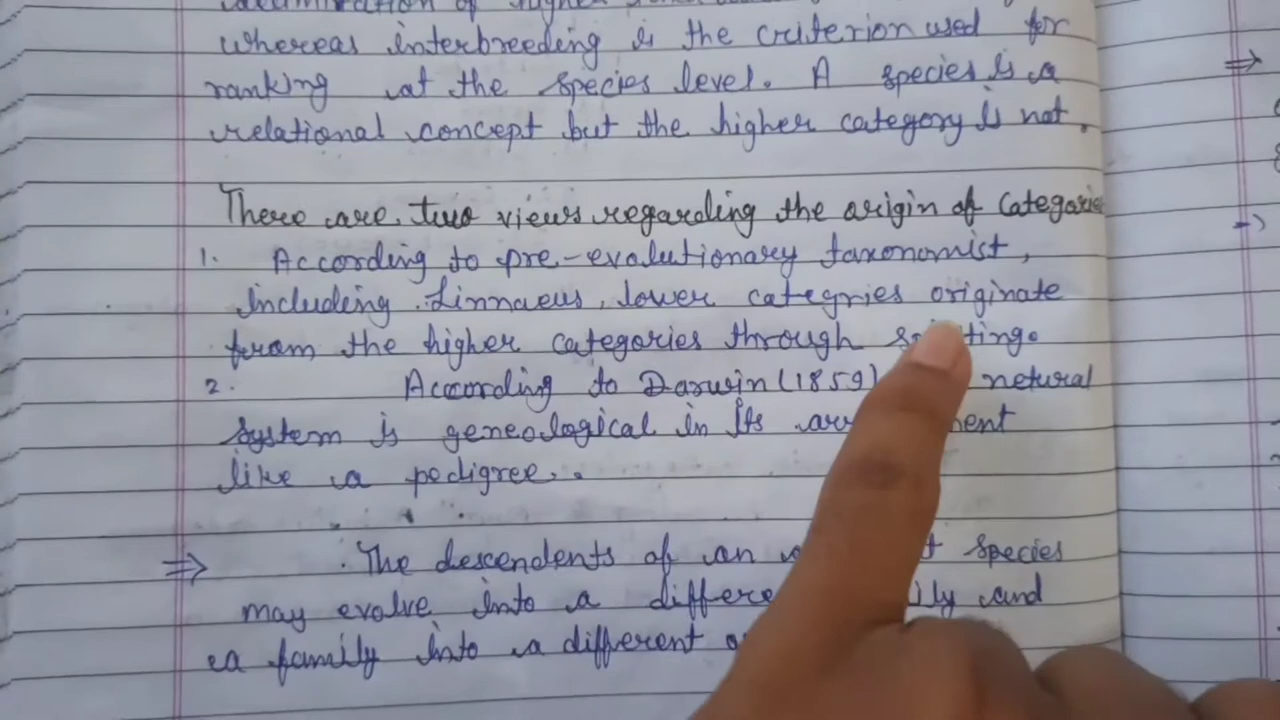 of higher
whereas interbreeding is the criterion used for
ranking at the species level. A species is a
relational concept but the higher category is not.
There are two views regarding the origin of categories
1. According to pre-evolutionary taxonomist,
including Linnaeus, lower categries originate
from the higher categories through
2. According to Darwin (1859) netural
system is geneological in its
like a pedigree.
⇒ The descendents of an species
may evolve into a and
a family into a different